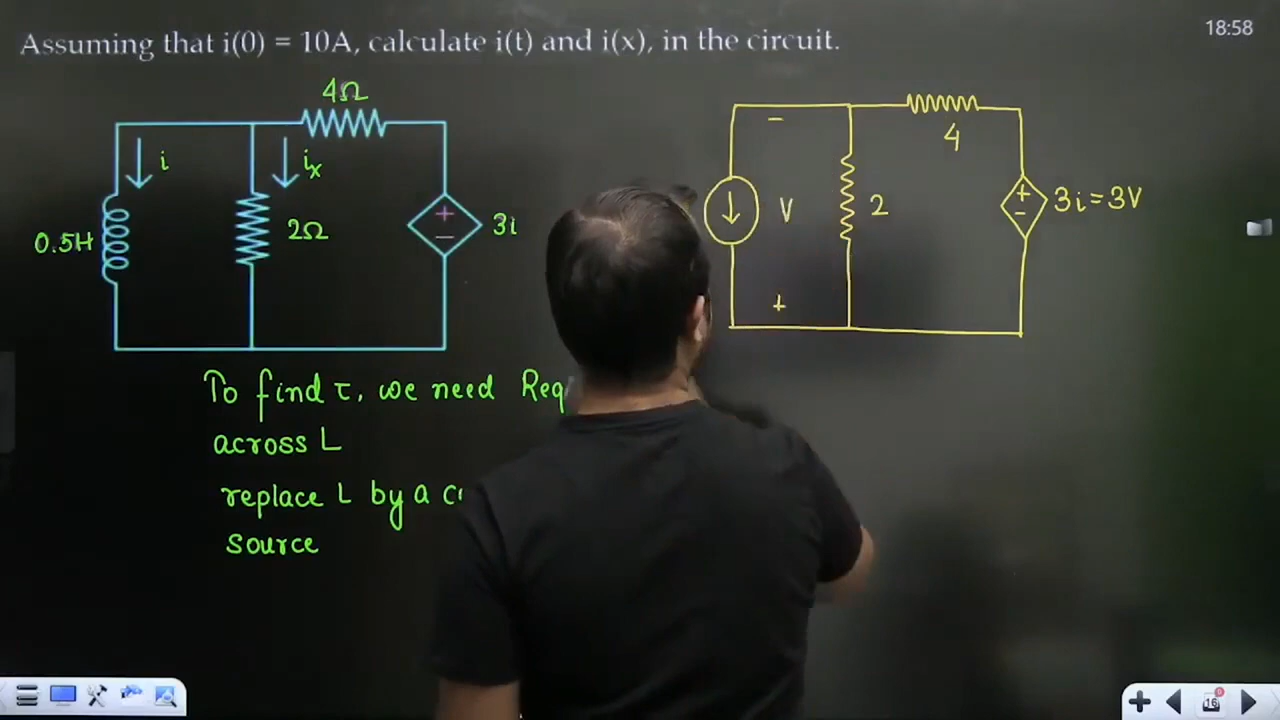 18:58
Assuming that i(0) = 10A, calculate i(t) and i(x), in the circuit.
4Ω
i
iₓ
0.5H
2Ω
+
−
3i
−
V
+
2
4
+
−
3i=3V
To find τ, we need Req
across L
replace L by a
source
16